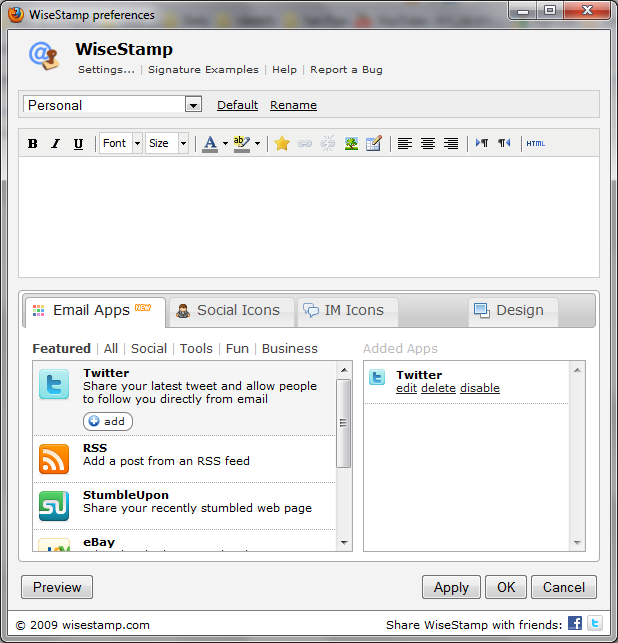 WiseStamp preferences
WiseStamp
Settings... | Signature Examples | Help | Report a Bug
Personal Default Rename
B I U Font Size A ab HTML
Email Apps NEW Social Icons IM Icons Design
Featured | All | Social | Tools | Fun | Business
Twitter
Share your latest tweet and allow people
to follow you directly from email
add
RSS
Add a post from an RSS feed
StumbleUpon
Share your recently stumbled web page
eBay
Added Apps
Twitter
edit delete disable
Preview Apply OK Cancel
© 2009 wisestamp.com Share WiseStamp with friends: